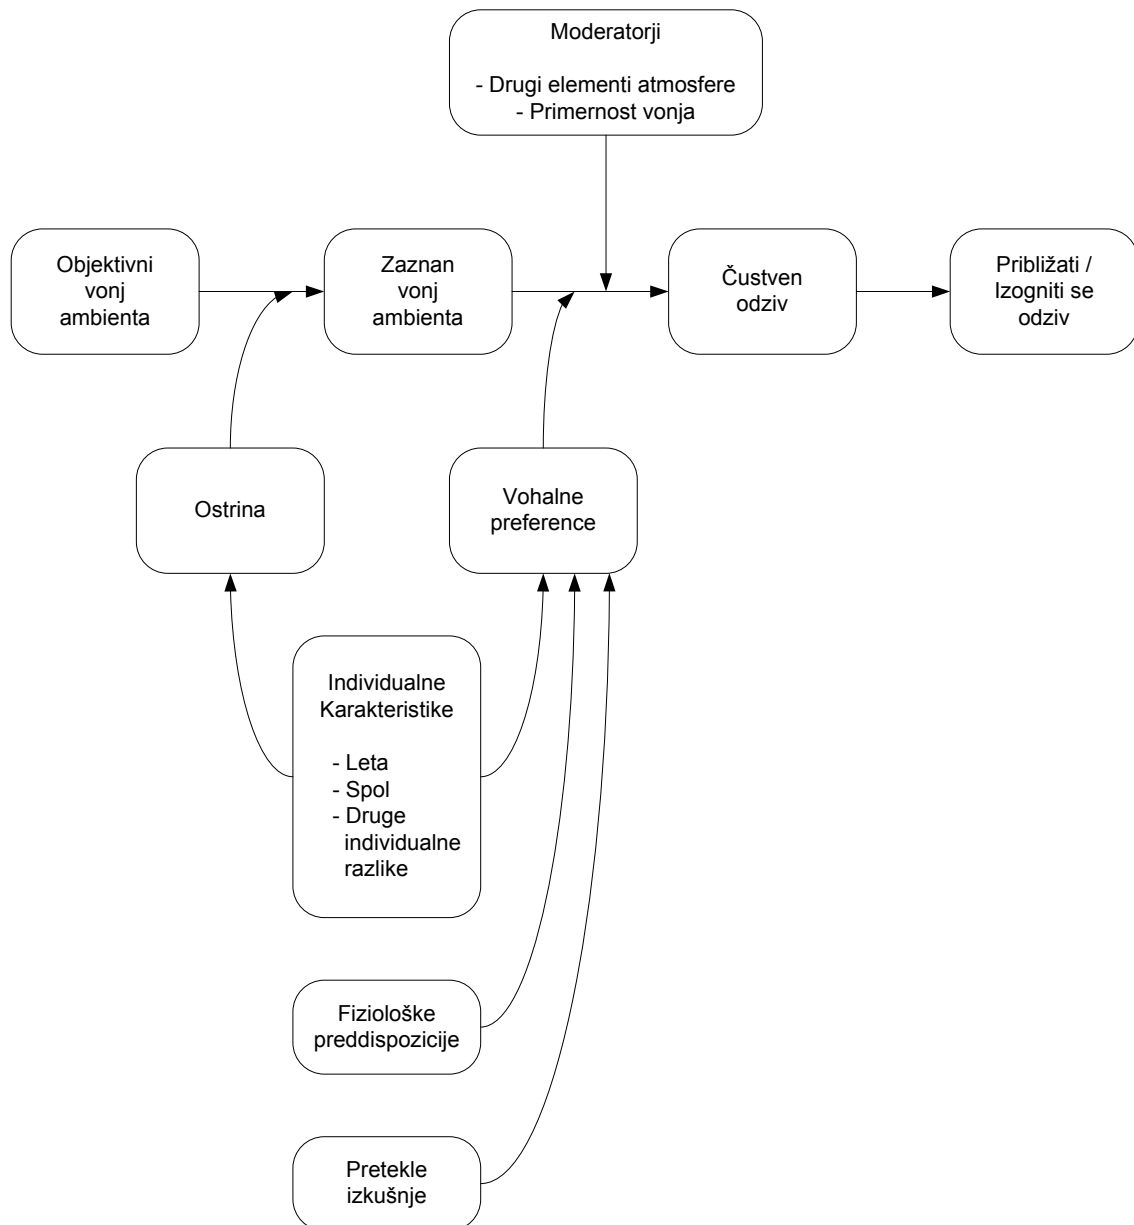 Moderatorji
- Drugi elementi atmosfere
- Primernost vonja
Objektivni
vonj
ambienta
Zaznan
vonj
ambienta
Čustven
odziv
Približati /
Izogniti se
odziv
Ostrina
Vohalne
preference
Individualne
Karakteristike
- Leta
- Spol
- Druge
individualne
razlike
Fiziološke
preddispozicije
Pretekle
izkušnje